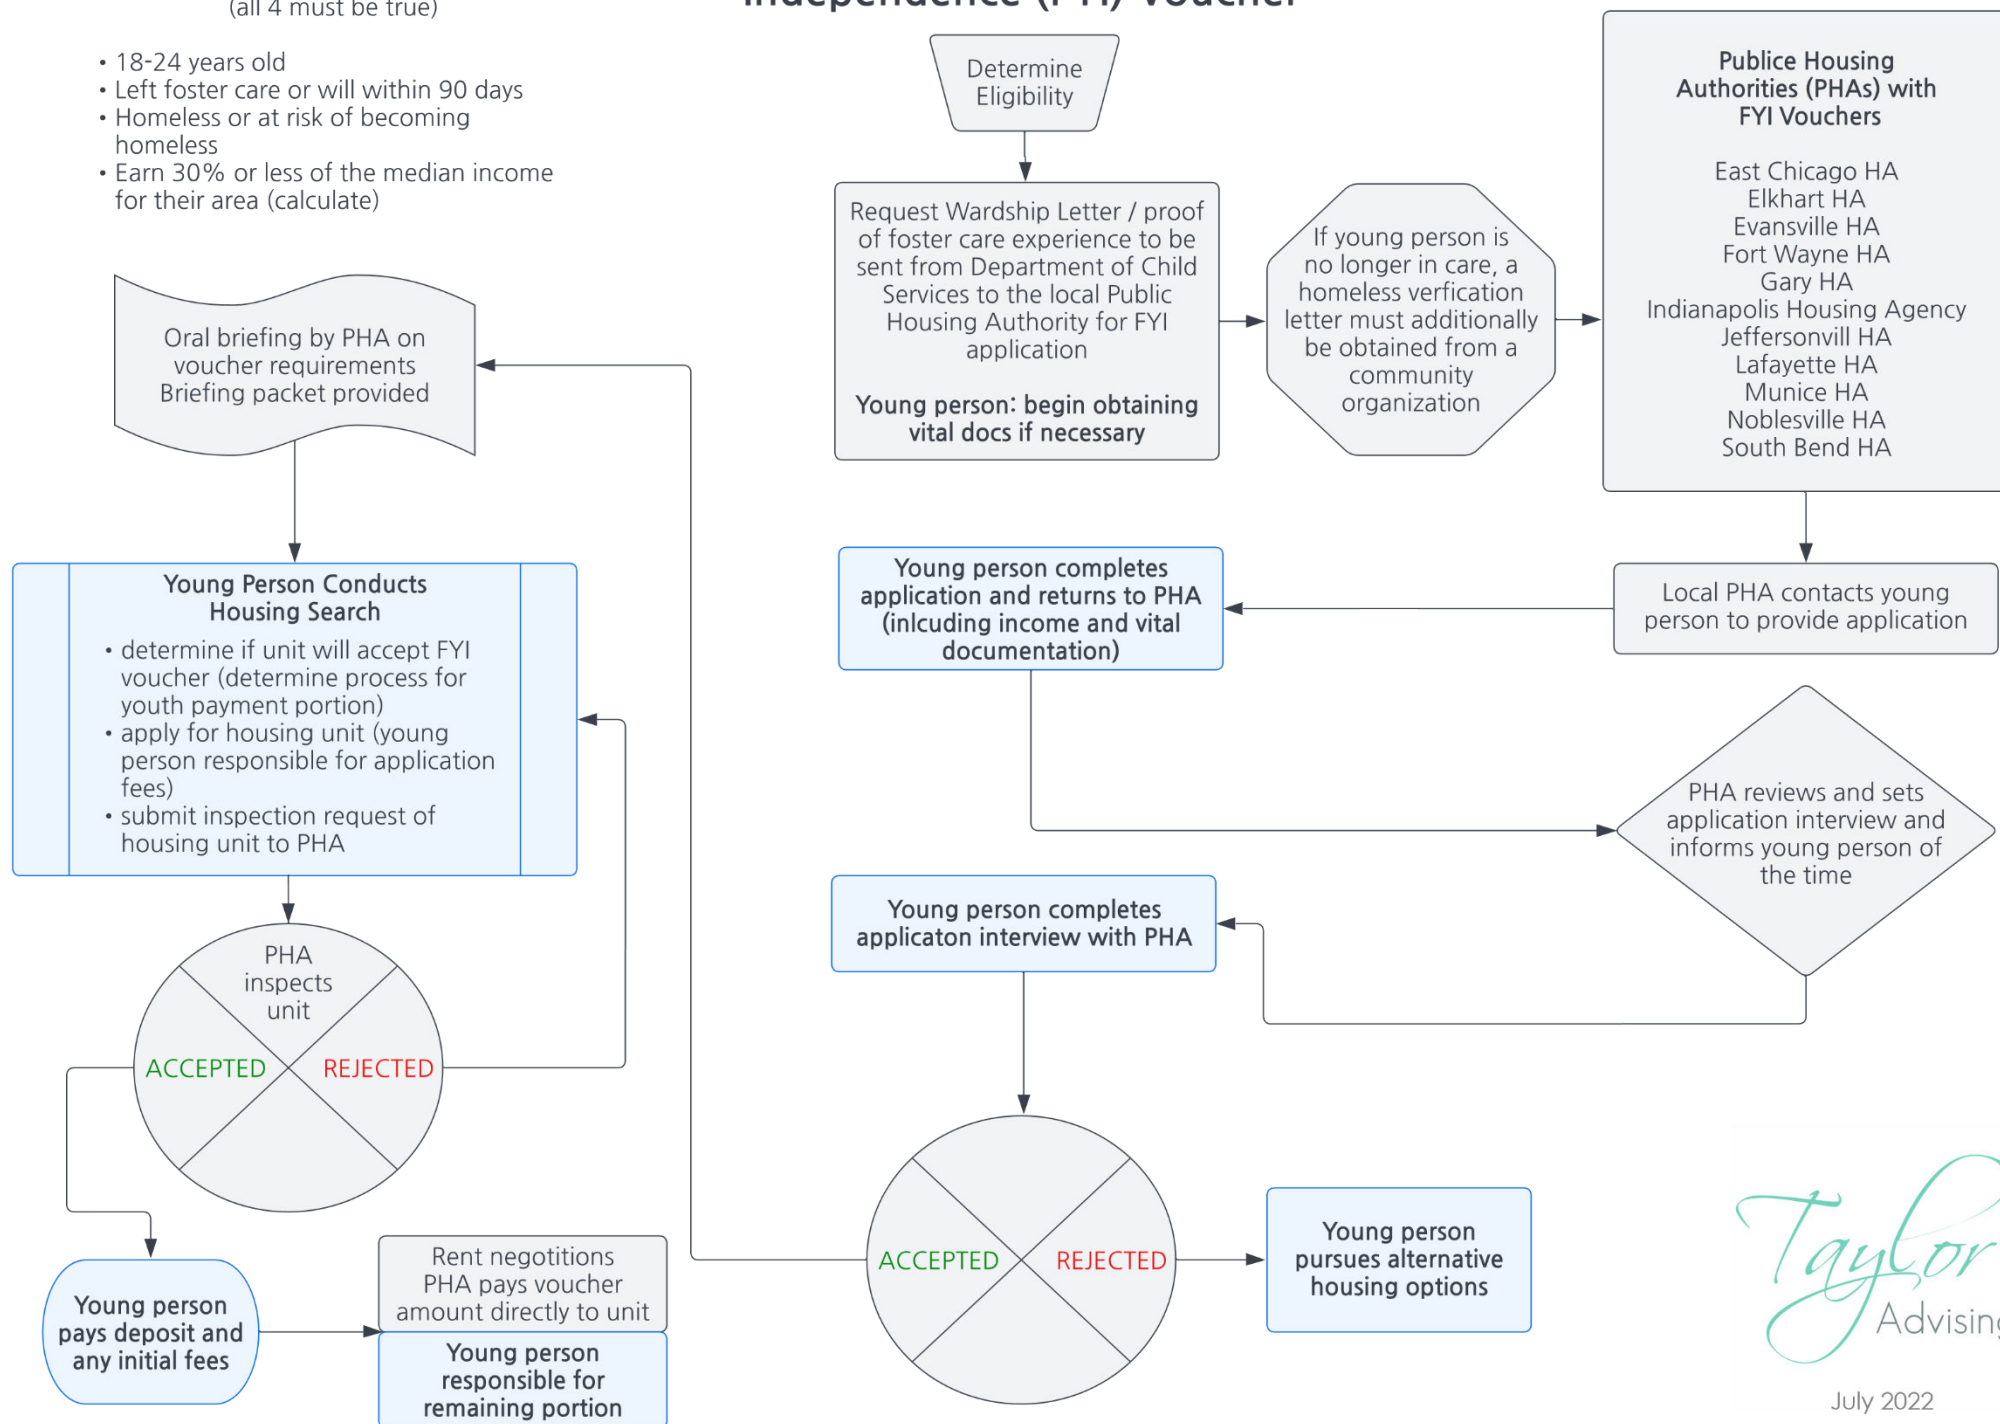 (all 4 must be true)
• 18-24 years old
• Left foster care or will within 90 days
• Homeless or at risk of becoming
homeless
• Earn 30% or less of the median income
for their area (calculate)
Independence (FYI) Voucher
Determine
Eligibility
Request Wardship Letter / proof
of foster care experience to be
sent from Department of Child
Services to the local Public
Housing Authority for FYI
application
Young person: begin obtaining
vital docs if necessary
If young person is
no longer in care, a
homeless verfication
letter must additionally
be obtained from a
community
organization
Publice Housing
Authorities (PHAs) with
FYI Vouchers
East Chicago HA
Elkhart HA
Evansville HA
Fort Wayne HA
Gary HA
Indianapolis Housing Agency
Jeffersonvill HA
Lafayette HA
Munice HA
Noblesville HA
South Bend HA
Local PHA contacts young
person to provide application
Young person completes
application and returns to PHA
(inlcuding income and vital
documentation)
PHA reviews and sets
application interview and
informs young person of
the time
Young person completes
applicaton interview with PHA
ACCEPTED
REJECTED
Young person
pursues alternative
housing options
Oral briefing by PHA on
voucher requirements
Briefing packet provided
Young Person Conducts
Housing Search
• determine if unit will accept FYI
voucher (determine process for
youth payment portion)
• apply for housing unit (young
person responsible for application
fees)
• submit inspection request of
housing unit to PHA
PHA
inspects
unit
ACCEPTED
REJECTED
Young person
pays deposit and
any initial fees
Rent negotitions
PHA pays voucher
amount directly to unit
Young person
responsible for
remaining portion
Taylor
Advising
July 2022